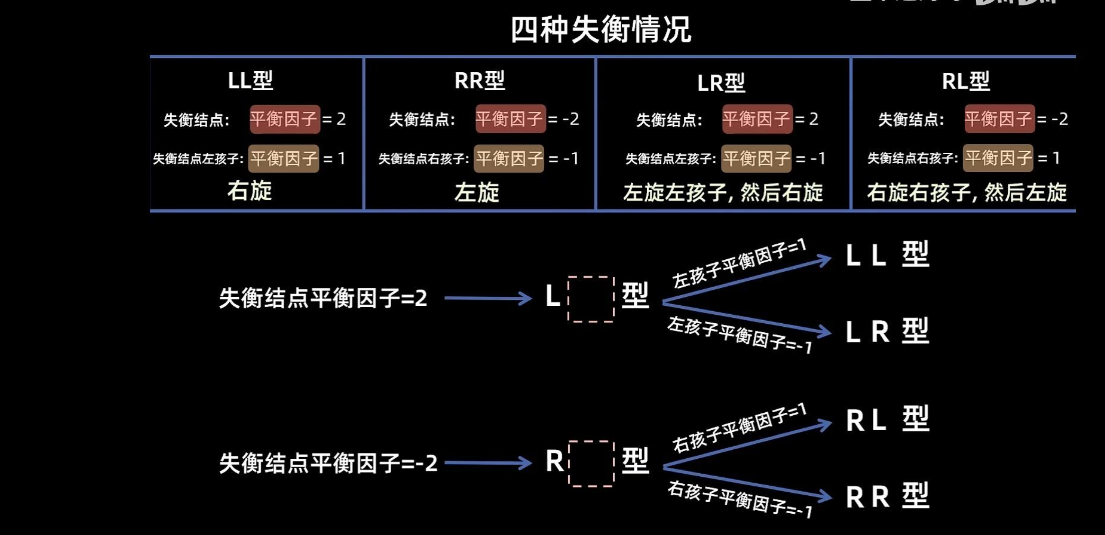 四种失衡情况
LL型
失衡结点: 平衡因子 = 2
失衡结点左孩子: 平衡因子 = 1
右旋
RR型
失衡结点: 平衡因子 = -2
失衡结点右孩子: 平衡因子 = -1
左旋
LR型
失衡结点: 平衡因子 = 2
失衡结点左孩子: 平衡因子 = -1
左旋左孩子, 然后右旋
RL型
失衡结点: 平衡因子 = -2
失衡结点右孩子: 平衡因子 = 1
右旋右孩子, 然后左旋
失衡结点平衡因子=2
L 型
左孩子平衡因子=1
LL 型
左孩子平衡因子=-1
LR 型
失衡结点平衡因子=-2
R 型
右孩子平衡因子=1
RL 型
右孩子平衡因子=-1
RR 型